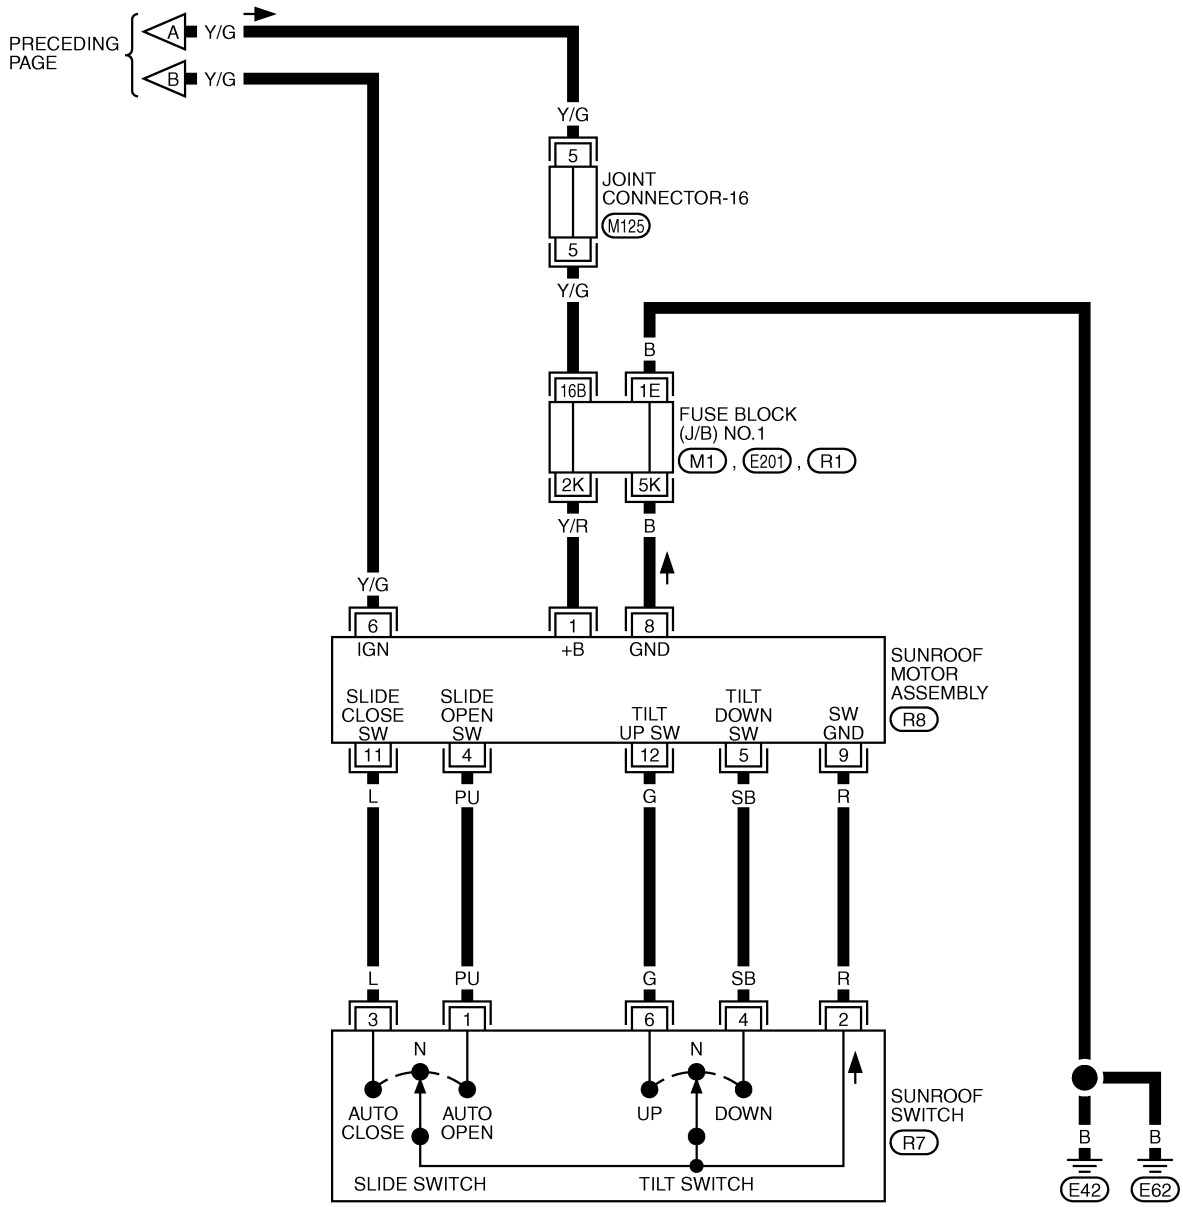 PRECEDING
PAGE
A Y/G
B Y/G
Y/G
5
JOINT
CONNECTOR-16
M125
5
Y/G
B
16B 1E
FUSE BLOCK
(J/B) NO.1
M1 , E201 , R1
2K 5K
Y/R B
Y/G
6 1 8
IGN +B GND
SUNROOF
MOTOR
ASSEMBLY
R8
SLIDE
CLOSE
SW
SLIDE
OPEN
SW
TILT
UP SW
TILT
DOWN
SW
SW
GND
11 4 12 5 9
L PU G SB R
L PU G SB R
3 1 6 4 2
N N
AUTO
CLOSE
AUTO
OPEN
UP DOWN
SUNROOF
SWITCH
R7
SLIDE SWITCH TILT SWITCH
B B
E42 E62